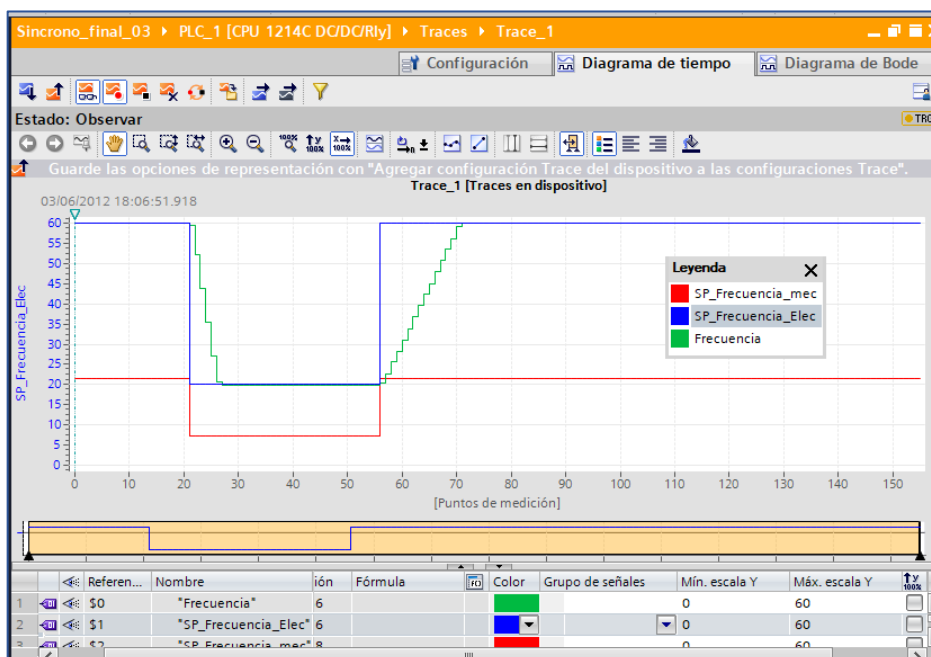 Sincrono_final_03 ▸ PLC_1 [CPU 1214C DC/DC/Rly] ▸ Traces ▸ Trace_1
Configuración Diagrama de tiempo Diagrama de Bode
Estado: Observar
Guarde las opciones de representación con "Agregar configuración Trace del dispositivo a las configuraciones Trace".
Trace_1 [Traces en dispositivo]
03/06/2012 18:06:51.918
SP_Frecuencia_Elec
60
55
50
45
40
35
30
25
20
15
10
5
0
Leyenda
SP_Frecuencia_mec
SP_Frecuencia_Elec
Frecuencia
0 10 20 30 40 50 60 70 80 90 100 110 120 130 140 150
[Puntos de medición]
Referen... Nombre ión Fórmula Color Grupo de señales Mín. escala Y Máx. escala Y
1 $0 "Frecuencia" 6 0 60
2 $1 "SP_Frecuencia_Elec" 6 0 60
3 $2 "SP_Frecuencia_mec" 8 0 60